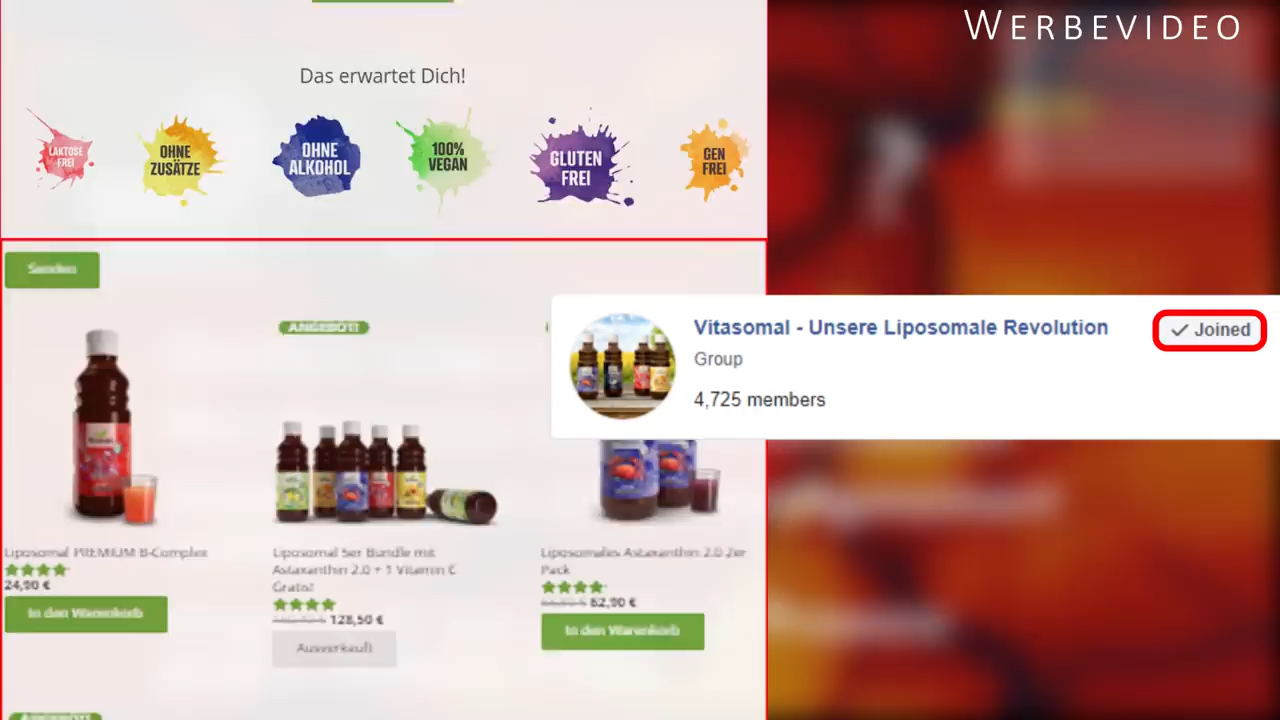 WERBEVIDEO
Das erwartet Dich!
LAKTOSE
FREI
OHNE
ZUSÄTZE
OHNE
ALKOHOL
100%
VEGAN
GLUTEN
FREI
GEN
FREI
Senden
ANGEBOT!
Vitasomal - Unsere Liposomale Revolution
Joined
Group
4,725 members
Liposomal PREMIUM B-Complex
24,90 €
In den Warenkorb
Liposomal 5er Bundle mit
Astaxanthin 2.0 + 1 Vitamin C
Gratis!
128,50 €
Ausverkauft
Liposomales Astaxanthin 2.0 2er
Pack
62,90 €
In den Warenkorb
ANGEBOT!